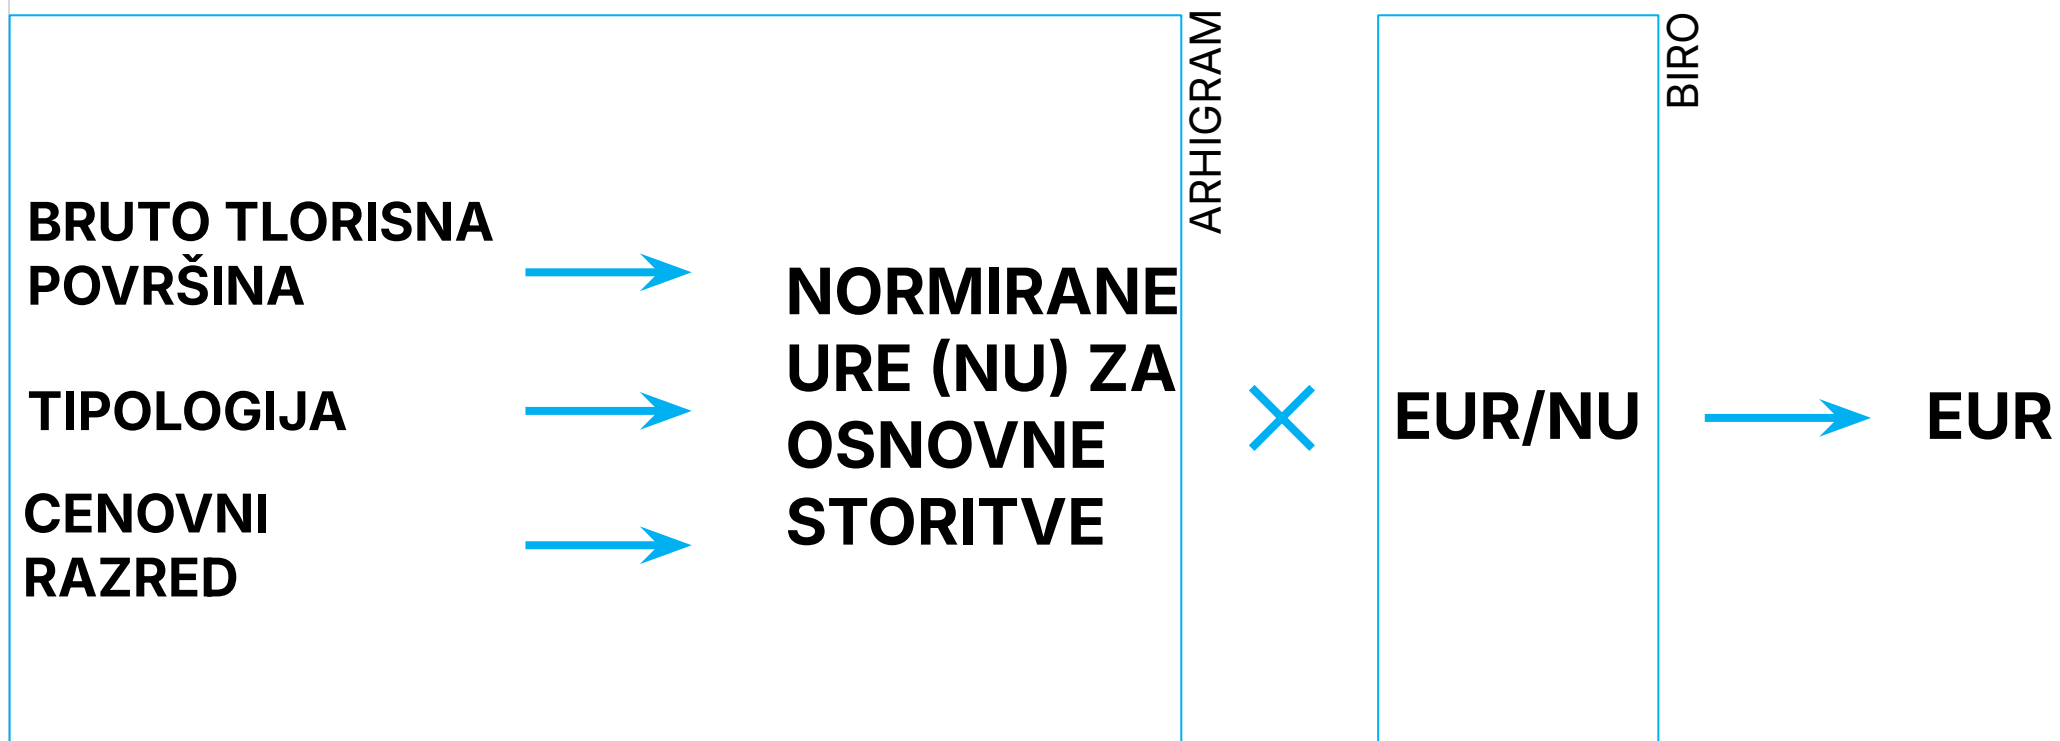 BRUTO TLORISNA
POVRŠINA
TIPOLOGIJA
CENOVNI
RAZRED
NORMIRANE
URE (NU) ZA
OSNOVNE
STORITVE
ARHIGRAM
EUR/NU
BIRO
EUR